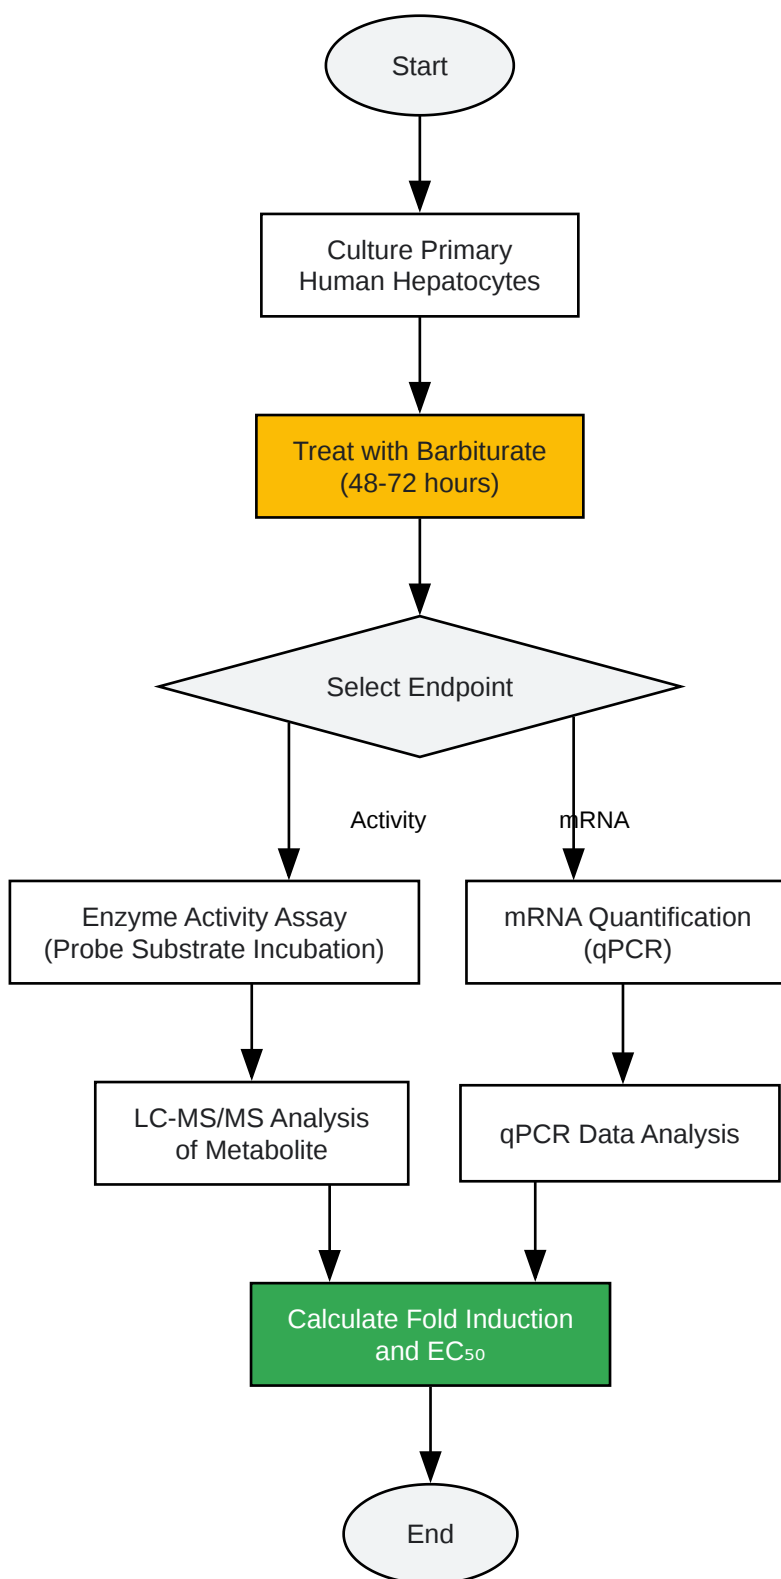 Start
Culture Primary
Human Hepatocytes
Treat with Barbiturate
(48-72 hours)
Select Endpoint
Activity
mRNA
Enzyme Activity Assay
(Probe Substrate Incubation)
mRNA Quantification
(qPCR)
LC-MS/MS Analysis
of Metabolite
qPCR Data Analysis
Calculate Fold Induction
and EC₅₀
End